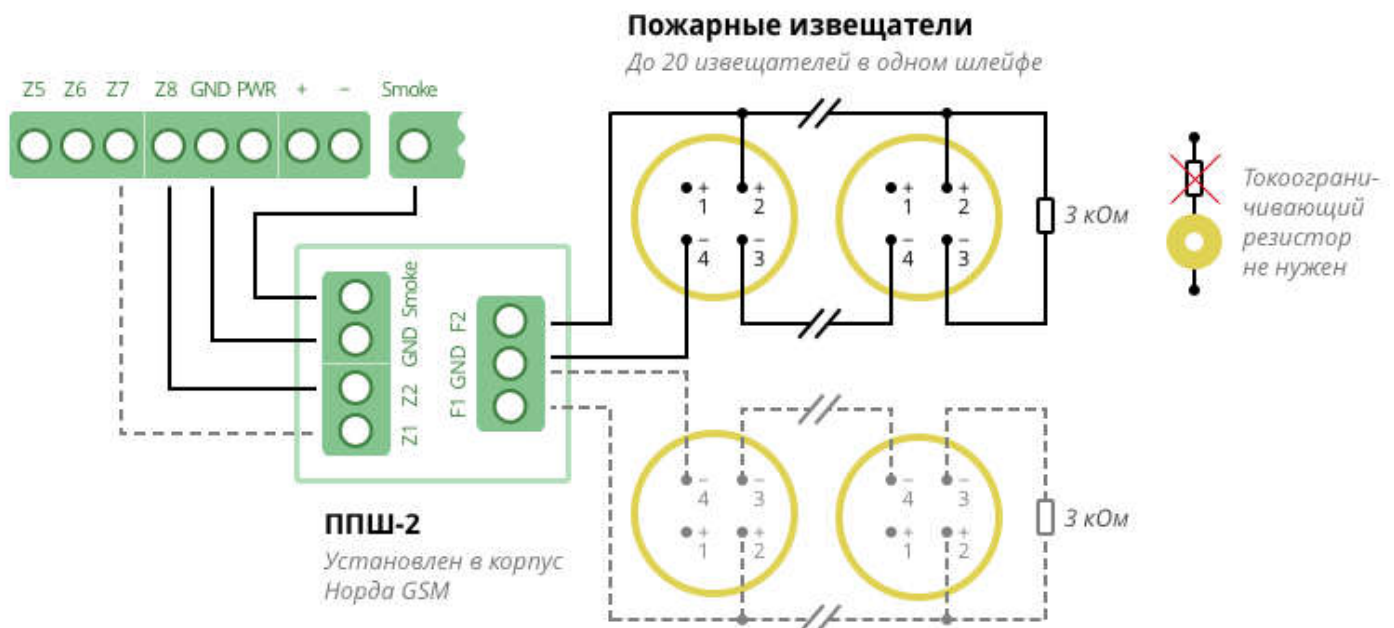 Пожарные извещатели
До 20 извещателей в одном шлейфе
Z5 Z6 Z7 Z8 GND PWR + − Smoke
+ + + +
1 2 1 2
− − − −
4 3 4 3
3 кОм
Токоограни-
чивающий
резистор
не нужен
Smoke
GND
Z2
Z1
F2
GND
F1
− − − −
4 3 4 3
+ + + +
1 2 1 2
3 кОм
ППШ-2
Установлен в корпус
Норда GSM